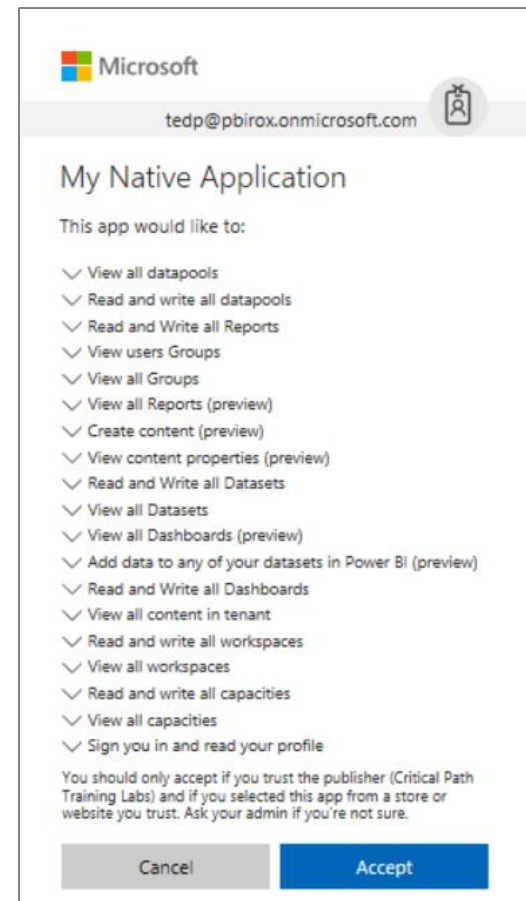 Microsoft
tedp@pbirox.onmicrosoft.com
My Native Application
This app would like to:
View all datapools
Read and write all datapools
Read and Write all Reports
View users Groups
View all Groups
View all Reports (preview)
Create content (preview)
View content properties (preview)
Read and Write all Datasets
View all Datasets
View all Dashboards (preview)
Add data to any of your datasets in Power BI (preview)
Read and Write all Dashboards
View all content in tenant
Read and write all workspaces
View all workspaces
Read and write all capacities
View all capacities
Sign you in and read your profile
You should only accept if you trust the publisher (Critical Path
Training Labs) and if you selected this app from a store or
website you trust. Ask your admin if you're not sure.
Cancel Accept